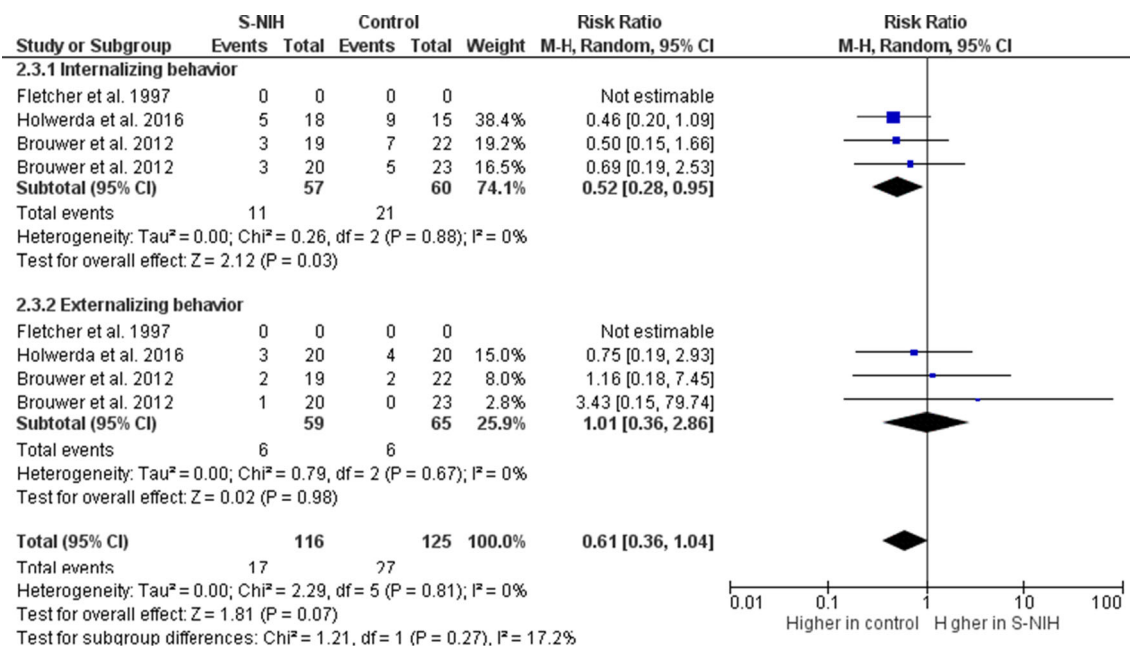 S-NIH Control Risk Ratio Risk Ratio
Study or Subgroup Events Total Events Total Weight M-H, Random, 95% CI M-H, Random, 95% CI
2.3.1 Internalizing behavior
Fletcher et al. 1997 0 0 0 0 Not estimable
Holwerda et al. 2016 5 18 9 15 38.4% 0.46 [0.20, 1.09]
Brouwer et al. 2012 3 19 7 22 19.2% 0.50 [0.15, 1.66]
Brouwer et al. 2012 3 20 5 23 16.5% 0.69 [0.19, 2.53]
Subtotal (95% CI) 57 60 74.1% 0.52 [0.28, 0.95]
Total events 11 21
Heterogeneity: Tau² = 0.00; Chi² = 0.26, df = 2 (P = 0.88); I² = 0%
Test for overall effect: Z = 2.12 (P = 0.03)
2.3.2 Externalizing behavior
Fletcher et al. 1997 0 0 0 0 Not estimable
Holwerda et al. 2016 3 20 4 20 15.0% 0.75 [0.19, 2.93]
Brouwer et al. 2012 2 19 2 22 8.0% 1.16 [0.18, 7.45]
Brouwer et al. 2012 1 20 0 23 2.8% 3.43 [0.15, 79.74]
Subtotal (95% CI) 59 65 25.9% 1.01 [0.36, 2.86]
Total events 6 6
Heterogeneity: Tau² = 0.00; Chi² = 0.79, df = 2 (P = 0.67); I² = 0%
Test for overall effect: Z = 0.02 (P = 0.98)
Total (95% CI) 116 125 100.0% 0.61 [0.36, 1.04]
Total events 17 27
Heterogeneity: Tau² = 0.00; Chi² = 2.29, df = 5 (P = 0.81); I² = 0%
Test for overall effect: Z = 1.81 (P = 0.07)
Test for subgroup differences: Chi² = 1.21, df = 1 (P = 0.27), I² = 17.2%
0.01 0.1 1 10 100
Higher in control H gher in S-NIH